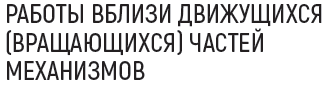 РАБОТЫ ВБЛИЗИ ДВИЖУЩИХСЯ
(ВРАЩАЮЩИХСЯ) ЧАСТЕЙ
МЕХАНИЗМОВ